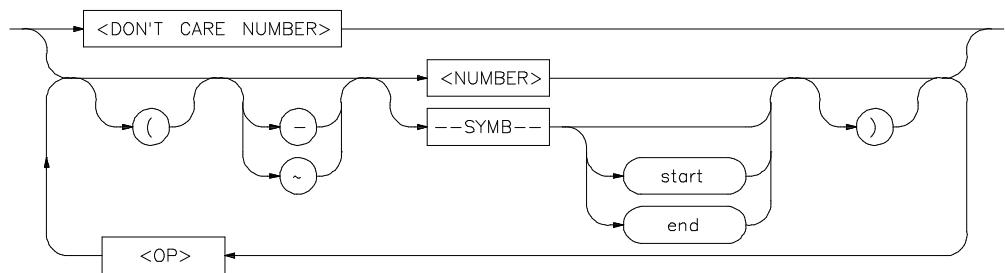 <DON'T CARE NUMBER>
<NUMBER>
( - --SYMB-- )
~ start
end
<OP>